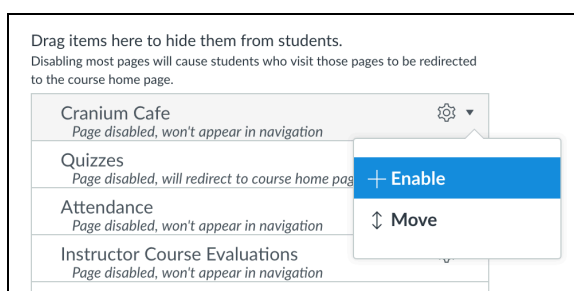 Drag items here to hide them from students.
Disabling most pages will cause students who visit those pages to be redirected
to the course home page.
Cranium Cafe
Page disabled, won't appear in navigation
Quizzes
Page disabled, will redirect to course home pag
Enable
Attendance
Page disabled, won't appear in navigation
Move
Instructor Course Evaluations
Page disabled, won't appear in navigation